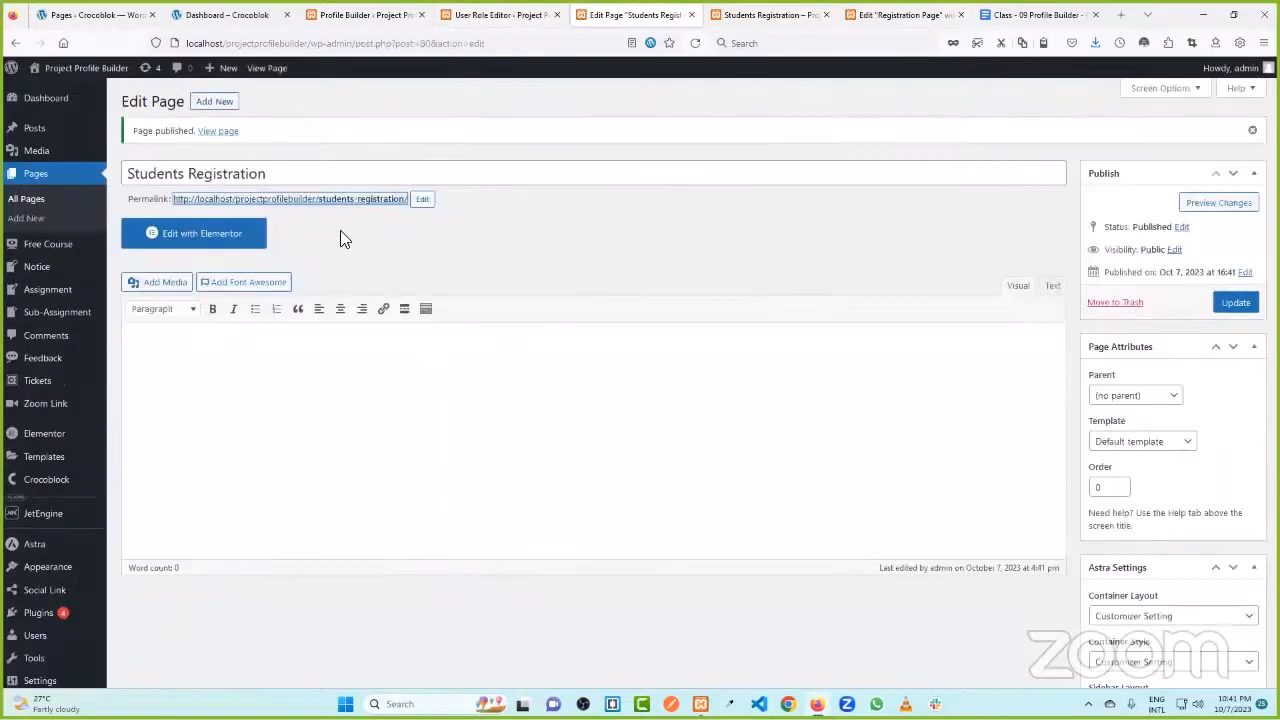 Pages ‹ Crocoblok — Wor
Dashboard – Crocoblok
Profile Builder ‹ Project Pro
User Role Editor ‹ Project P
Edit Page "Students Regist
Students Registration – Proj
Edit "Registration Page" wi
Class - 09 Profile Builder -
localhost/projectprofilebuilder/wp-admin/post.php?post=80&action=edit
Search
Project Profile Builder
4
0
New
View Page
Howdy, admin
Dashboard
Posts
Media
Pages
All Pages
Add New
Free Course
Notice
Assignment
Sub-Assignment
Comments
Feedback
Tickets
Zoom Link
Elementor
Templates
Crocoblock
JetEngine
Astra
Appearance
Social Link
Plugins 4
Users
Tools
Settings
Screen Options
Help
Edit Page
Add New
Page published. View page
Students Registration
Permalink: http://localhost/projectprofilebuilder/students-registration/ Edit
Edit with Elementor
Add Media
Add Font Awesome
Visual
Text
Paragraph
B
I
Word count: 0
Last edited by admin on October 7, 2023 at 4:41 pm
Publish
Preview Changes
Status: Published Edit
Visibility: Public Edit
Published on: Oct 7, 2023 at 16:41 Edit
Move to Trash
Update
Page Attributes
Parent
(no parent)
Template
Default template
Order
0
Need help? Use the Help tab above the
screen title.
Astra Settings
Container Layout
Customizer Setting
Container Style
Customizer Setting
Sidebar Layout
zoom
27°C
Partly cloudy
Search
ENG
INTL
10:41 PM
10/7/2023
25